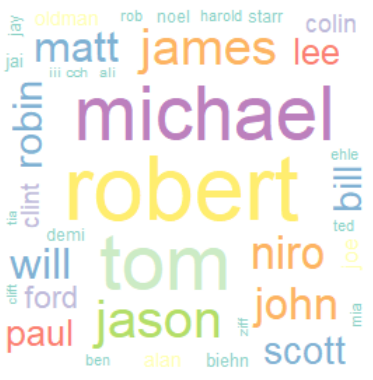 jay
oldman
rob
noel
harold
starr
colin
matt
james
lee
jai
iii
cch
ali
michael
robin
robert
ehle
bill
clint
tia
demi
ted
tom
niro
joe
will
clift
ford
jason
john
mia
ziff
paul
scott
ben
alan
biehn